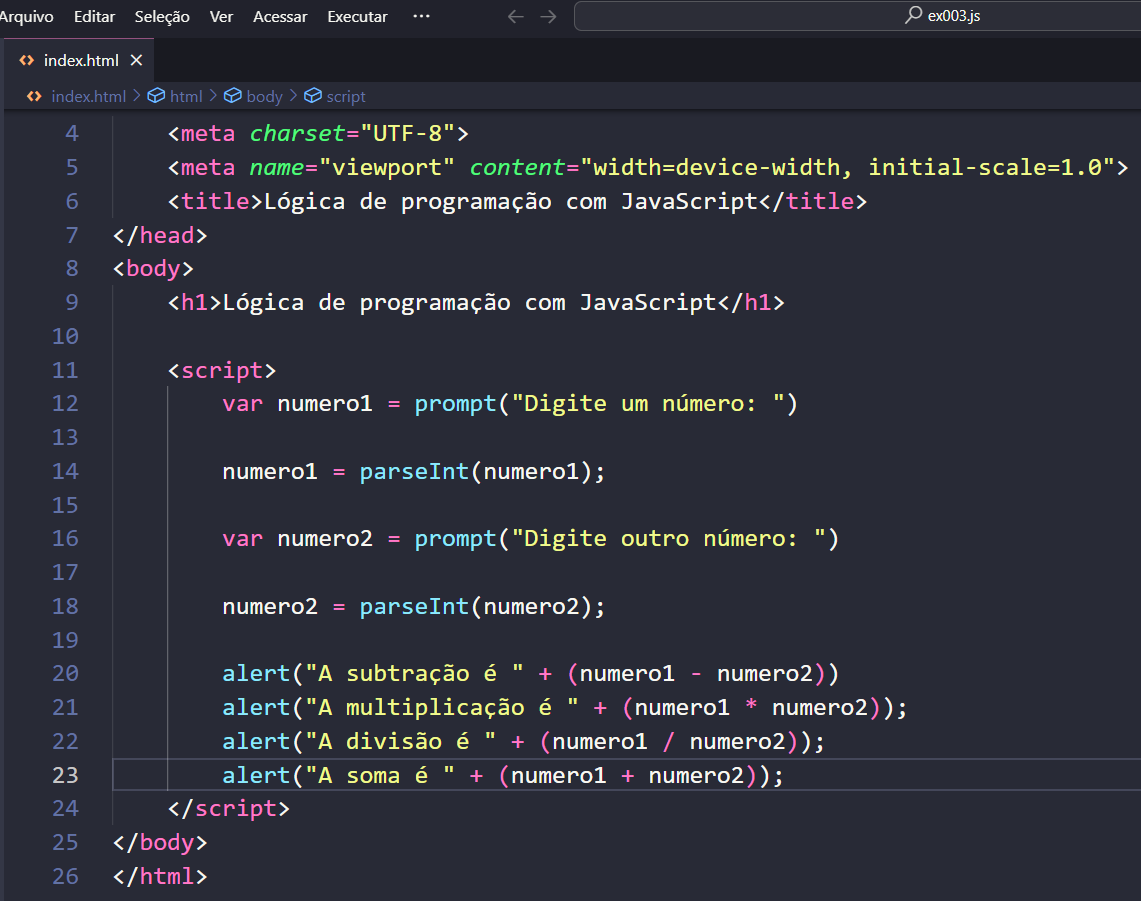 Arquivo Editar Seleção Ver Acessar Executar ··· ex003.js
index.html
index.html > html > body > script
4 <meta charset="UTF-8">
5 <meta name="viewport" content="width=device-width, initial-scale=1.0">
6 <title>Lógica de programação com JavaScript</title>
7 </head>
8 <body>
9 <h1>Lógica de programação com JavaScript</h1>
10
11 <script>
12 var numero1 = prompt("Digite um número: ")
13
14 numero1 = parseInt(numero1);
15
16 var numero2 = prompt("Digite outro número: ")
17
18 numero2 = parseInt(numero2);
19
20 alert("A subtração é " + (numero1 - numero2))
21 alert("A multiplicação é " + (numero1 * numero2));
22 alert("A divisão é " + (numero1 / numero2));
23 alert("A soma é " + (numero1 + numero2));
24 </script>
25 </body>
26 </html>